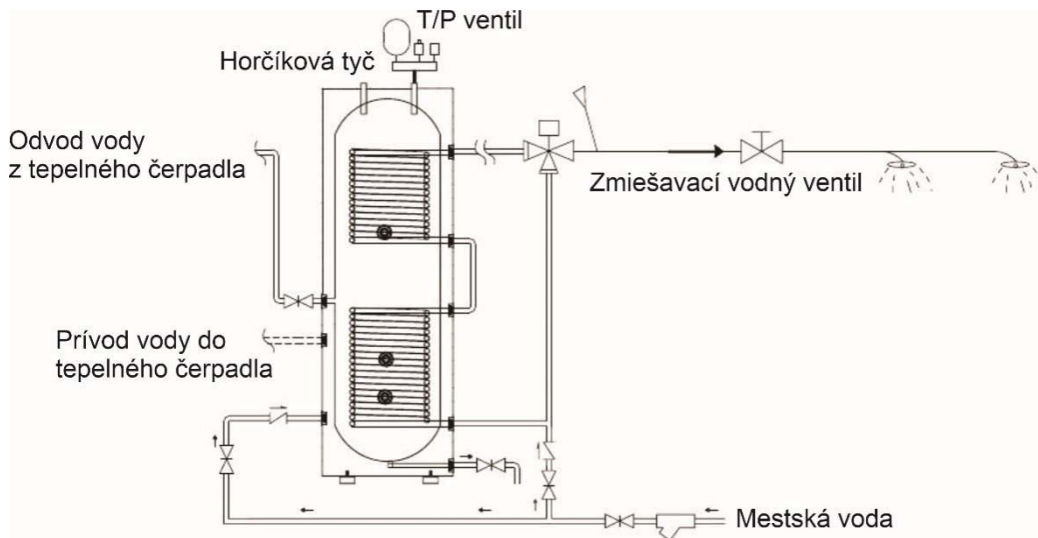 T/P ventil
Horčíková tyč
Odvod vody
z tepelného čerpadla
Zmiešavací vodný ventil
Prívod vody do
tepelného čerpadla
Mestská voda